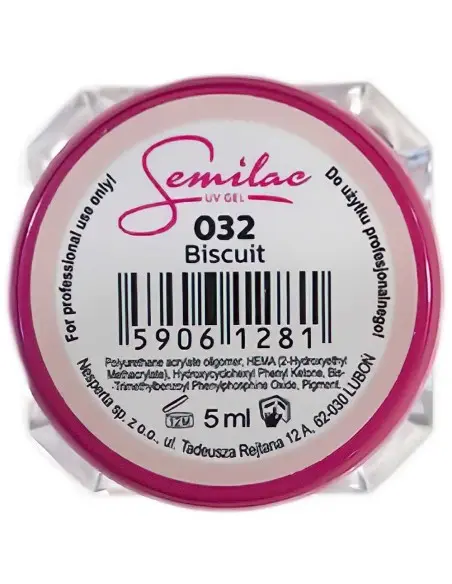 Semilac
UV GEL
032
Biscuit
5906 1281
Polyurethane acrylate oligomer, HEMA (2-Hydroxyethyl
Methacrylate), Hydroxycyclohexyl Phenyl Ketone, Bis-
Trimethylbenzoyl Phenylphosphine Oxide, Pigment.
12M
5 ml
For professional use only!
Do użytku profesjonalnego!
Nesperta sp. z o.o., ul. Tadeusza Rejtana 12 A, 62-030 LUBOŃ